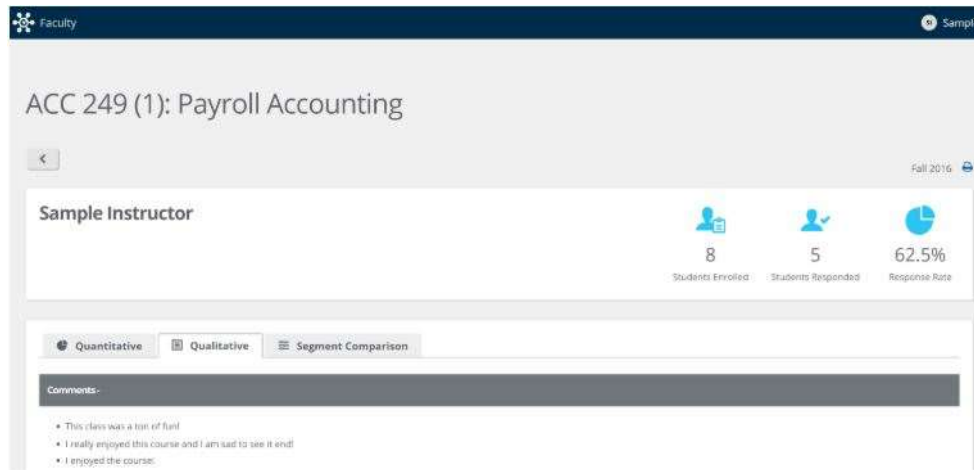 Faculty
SI Sample
ACC 249 (1): Payroll Accounting
<
Fall 2016
Sample Instructor
8
Students Enrolled
5
Students Responded
62.5%
Response Rate
Quantitative Qualitative Segment Comparison
Comments -
• This class was a ton of fun!
• I really enjoyed this course and I am sad to see it end!
• I enjoyed the course.